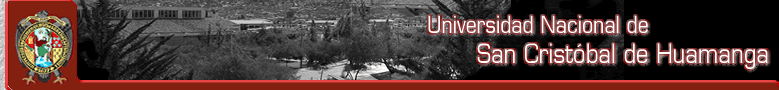 Universidad Nacional de
San Cristóbal de Huamanga